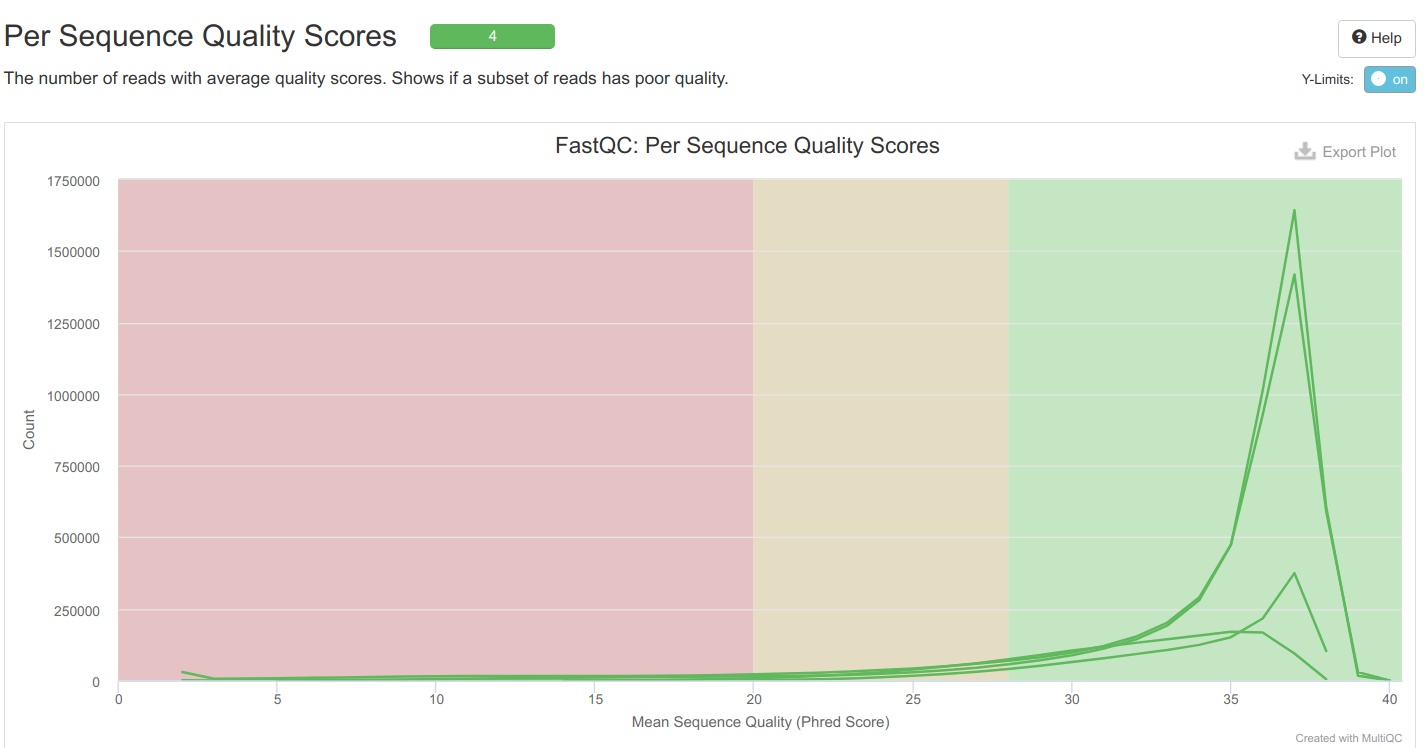 Per Sequence Quality Scores
4
Help
The number of reads with average quality scores. Shows if a subset of reads has poor quality.
Y-Limits:
on
FastQC: Per Sequence Quality Scores
Export Plot
Count
1750000
1500000
1250000
1000000
750000
500000
250000
0
0 5 10 15 20 25 30 35 40
Mean Sequence Quality (Phred Score)
Created with MultiQC